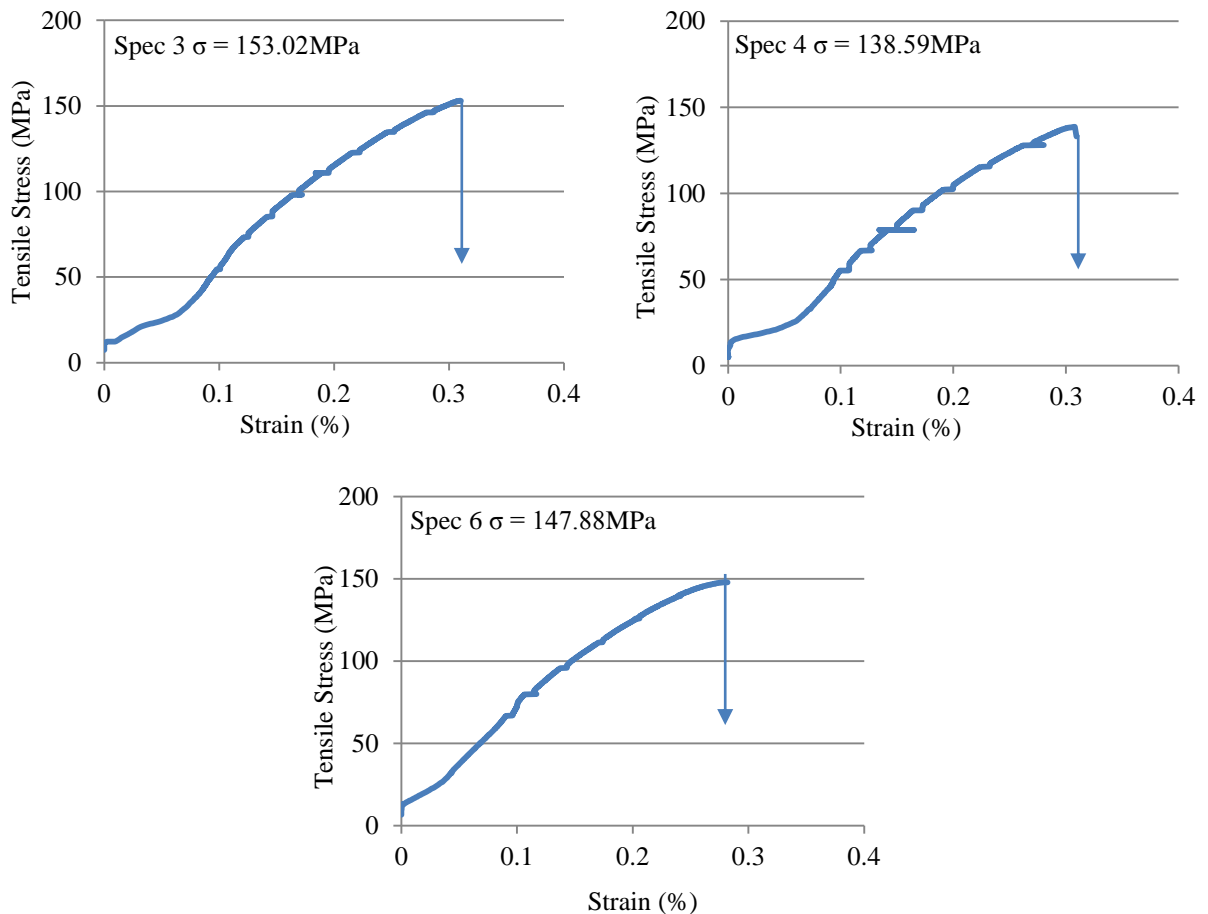 Spec 3 σ = 153.02MPa
Tensile Stress (MPa)
200
150
100
50
0
0 0.1 0.2 0.3 0.4
Strain (%)
Spec 4 σ = 138.59MPa
Tensile Stress (MPa)
200
150
100
50
0
0 0.1 0.2 0.3 0.4
Strain (%)
Spec 6 σ = 147.88MPa
Tensile Stress (MPa)
200
150
100
50
0
0 0.1 0.2 0.3 0.4
Strain (%)